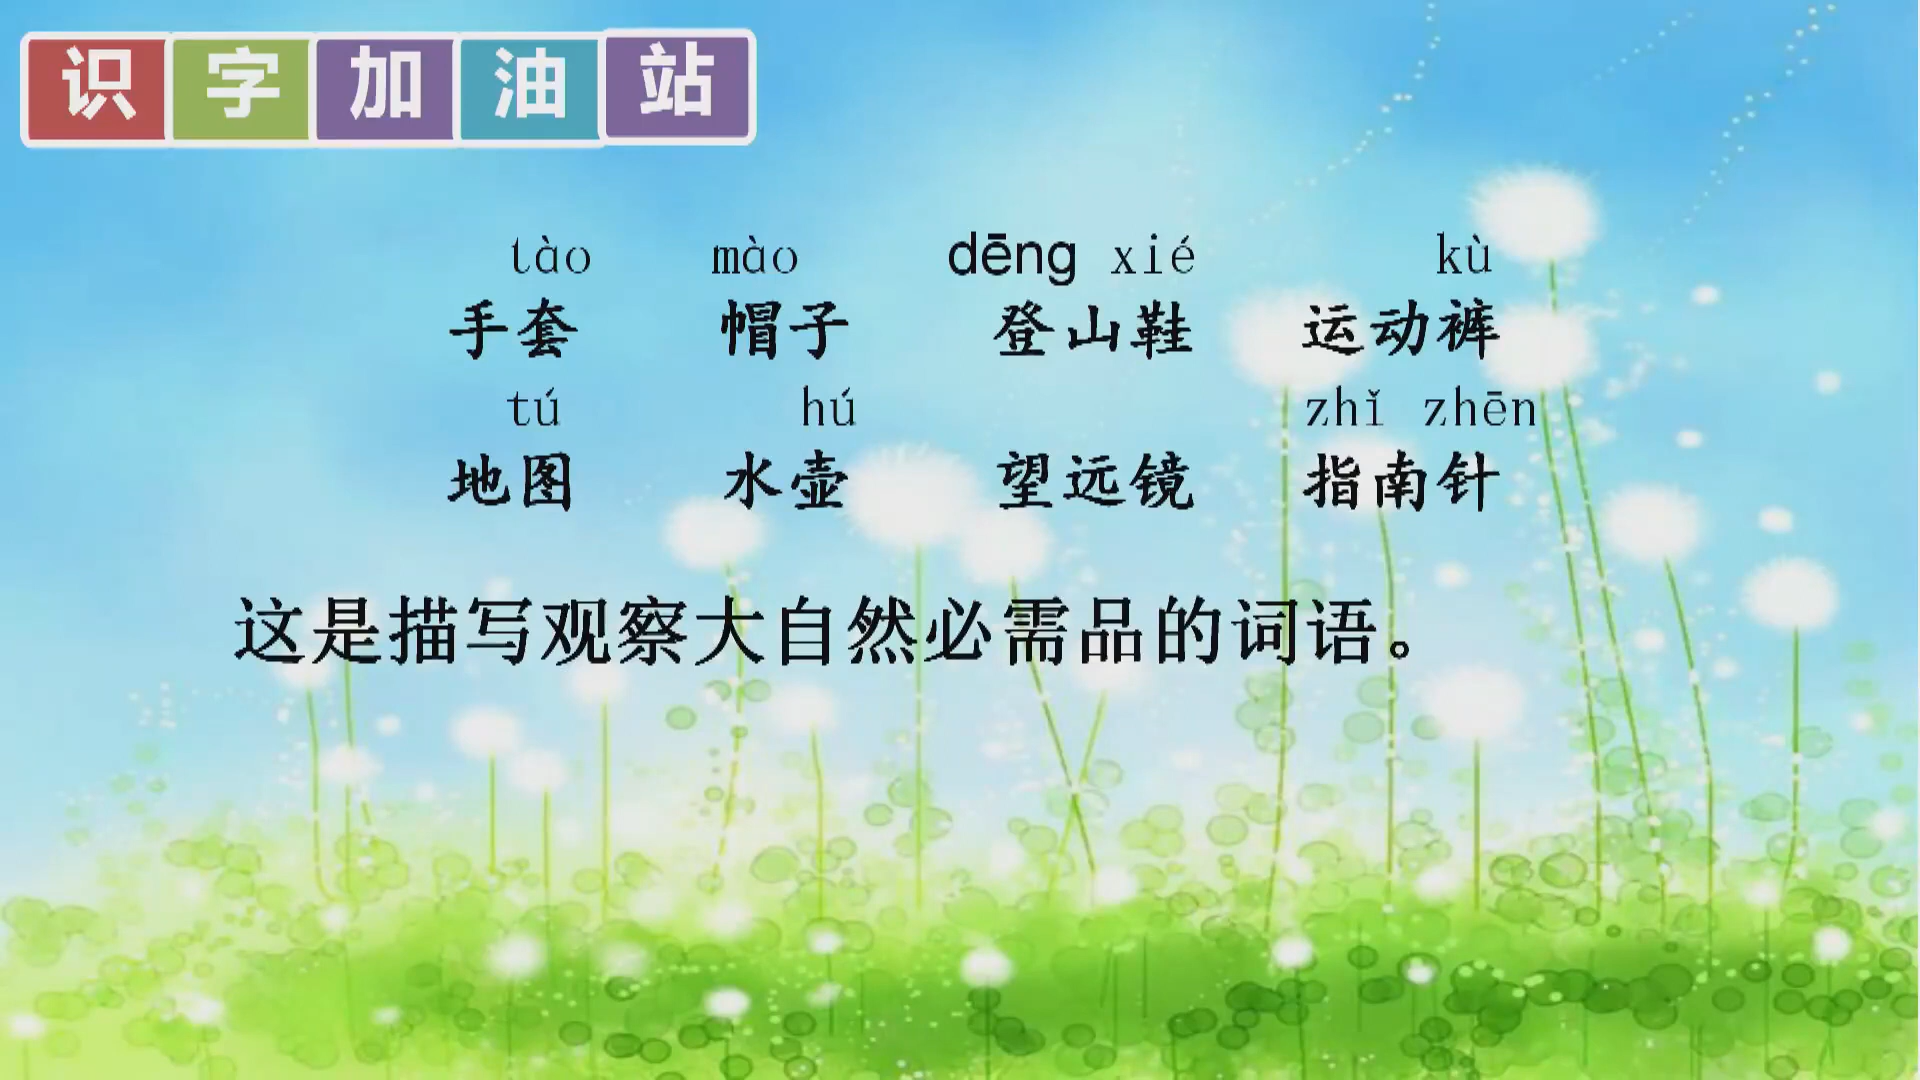 识字加油站
tào mào dēng xié kù
手套 帽子 登山鞋 运动裤
tú hú zhǐ zhēn
地图 水壶 望远镜 指南针
这是描写观察大自然必需品的词语。